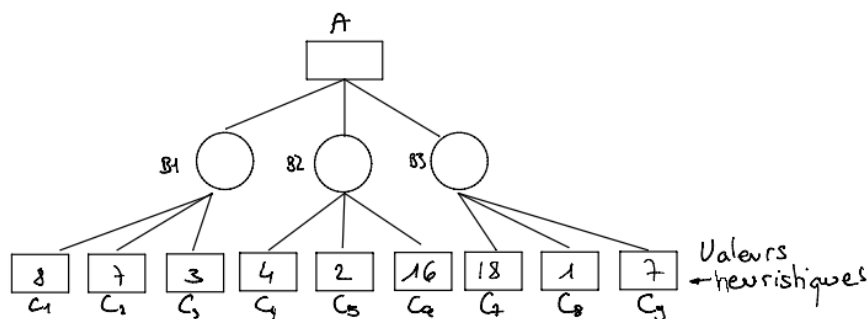 A
B1 B2 B3
8 7 3 4 2 16 18 1 7
C1 C2 C3 C4 C5 C6 C7 C8 C9
Valeurs
heuristiques